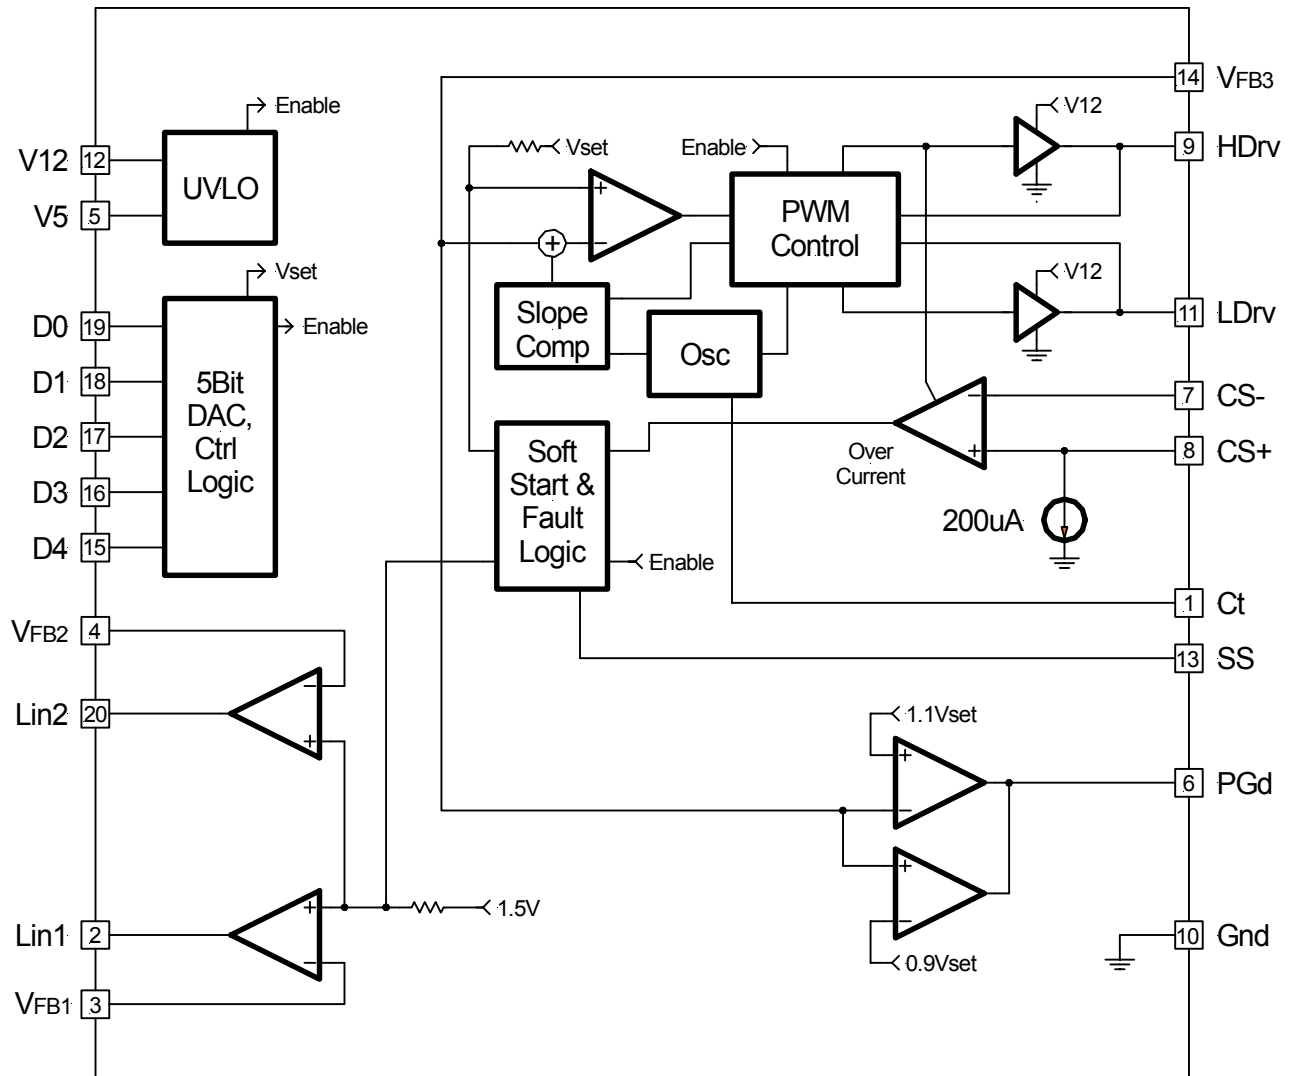 Enable
V12 12
V5 5
UVLO
Vset
Enable
D0 19
D1 18
D2 17
D3 16
D4 15
5Bit
DAC,
Ctrl
Logic
VFB2 4
Lin2 20
Lin1 2
VFB1 3
1.5V
Vset
Enable
PWM
Control
Slope
Comp
Osc
Soft
Start &
Fault
Logic
Enable
Over
Current
200uA
V12
V12
1.1Vset
0.9Vset
14 VFB3
9 HDrv
11 LDrv
7 CS-
8 CS+
1 Ct
13 SS
6 PGd
10 Gnd
+
−
+
−
+
+
−
+
−
+
−
+
−
+
−